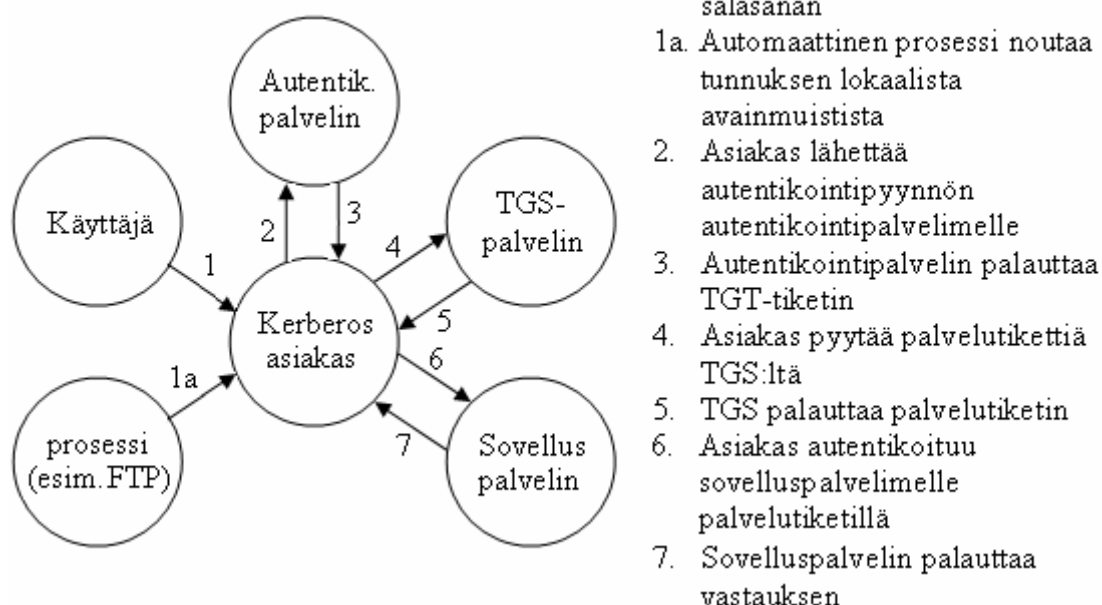 salasanan
1a. Automaattinen prosessi noutaa
tunnuksen lokaalista
avainmuistista
2. Asiakas lähettää
autentikointipyynnön
autentikointipalvelimelle
3. Autentikointipalvelin palauttaa
TGT-tiketin
4. Asiakas pyytää palvelutikettiä
TGS:ltä
5. TGS palauttaa palvelutiketin
6. Asiakas autentikoituu
sovelluspalvelimelle
palvelutiketillä
7. Sovelluspalvelin palauttaa
vastauksen
Autentik.
palvelin
Käyttäjä
TGS-
palvelin
2
3
4
1
Kerberos
asiakas
5
6
1a
7
prosessi
(esim. FTP)
Sovellus
palvelin